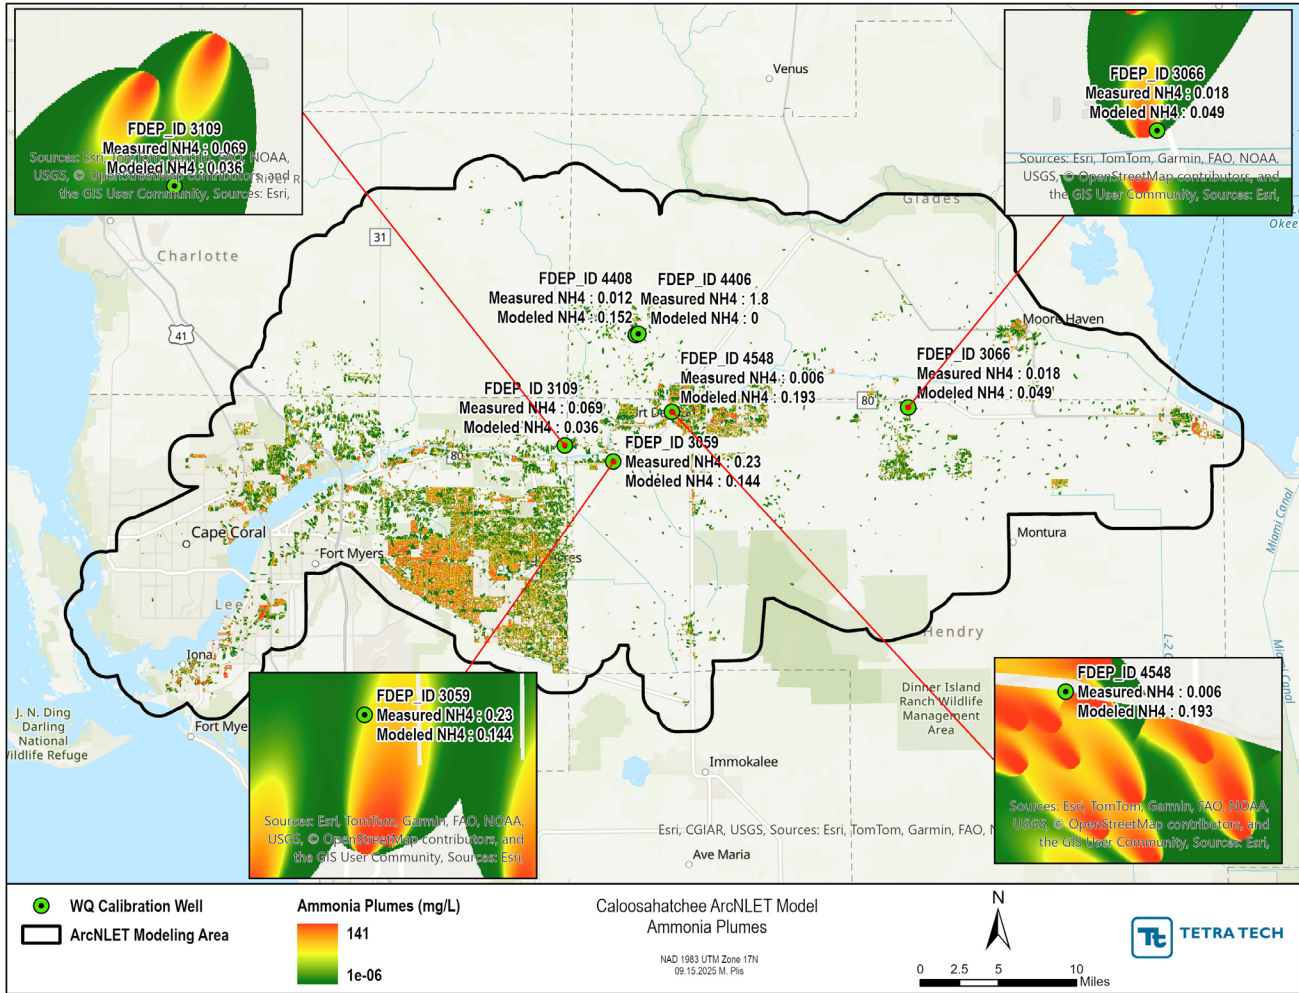 FDEP_ID 3109
Measured NH4 : 0.069
Modeled NH4 : 0.036
Sources: Esri, TomTom, Garmin, FAO, NOAA,
USGS, © OpenStreetMap contributors, and
the GIS User Community, Sources: Esri,
River R
FDEP_ID 3066
Measured NH4 : 0.018
Modeled NH4 : 0.049
Sources: Esri, TomTom, Garmin, FAO, NOAA,
USGS, © OpenStreetMap contributors, and
the GIS User Community, Sources: Esri,
Venus
Glades
Okee
Charlotte
31
41
FDEP_ID 4408
Measured NH4 : 0.012
Modeled NH4 : 0.152
FDEP_ID 4406
Measured NH4 : 1.8
Modeled NH4 : 0
Moore Haven
FDEP_ID 4548
Measured NH4 : 0.006
Modeled NH4 : 0.193
FDEP_ID 3066
Measured NH4 : 0.018
Modeled NH4 : 0.049
80
FDEP_ID 3109
Measured NH4 : 0.069
Modeled NH4 : 0.036
FDEP_ID 3059
Measured NH4 : 0.23
Modeled NH4 : 0.144
80
Cape Coral
Fort Myers
Acres
Montura
Miami Canal
Lee
Hendry
L-2
Iona
Miami Canal
J. N. Ding
Darling
National
Wildlife Refuge
Fort Mye
Dinner Island
Ranch Wildlife
Management
Area
FDEP_ID 3059
Measured NH4 : 0.23
Modeled NH4 : 0.144
Sources: Esri, TomTom, Garmin, FAO, NOAA,
USGS, © OpenStreetMap contributors, and
the GIS User Community, Sources: Esri,
FDEP_ID 4548
Measured NH4 : 0.006
Modeled NH4 : 0.193
Sources: Esri, TomTom, Garmin, FAO, NOAA,
USGS, © OpenStreetMap contributors, and
the GIS User Community, Sources: Esri,
Immokalee
Esri, CGIAR, USGS, Sources: Esri, TomTom, Garmin, FAO, N
Ave Maria
WQ Calibration Well
ArcNLET Modeling Area
Ammonia Plumes (mg/L)
141
1e-06
Caloosahatchee ArcNLET Model
Ammonia Plumes
NAD 1983 UTM Zone 17N
09.15.2025 M. Plis
N
0 2.5 5 10
Miles
Tt
TETRA TECH